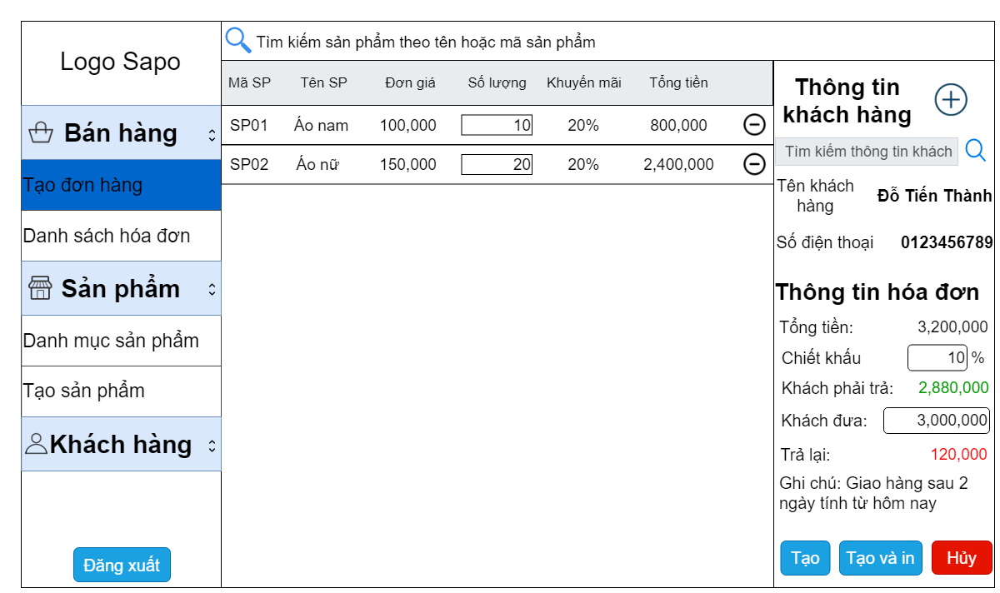 Logo Sapo
Bán hàng
Tạo đơn hàng
Danh sách hóa đơn
Sản phẩm
Danh mục sản phẩm
Tạo sản phẩm
Khách hàng
Đăng xuất
Tìm kiếm sản phẩm theo tên hoặc mã sản phẩm
Mã SP Tên SP Đơn giá Số lượng Khuyến mãi Tổng tiền
SP01 Áo nam 100,000 10 20% 800,000
SP02 Áo nữ 150,000 20 20% 2,400,000
Thông tin
khách hàng
Tìm kiếm thông tin khách
Tên khách
hàng
Đỗ Tiến Thành
Số điện thoại 0123456789
Thông tin hóa đơn
Tổng tiền: 3,200,000
Chiết khấu 10 %
Khách phải trả: 2,880,000
Khách đưa: 3,000,000
Trả lại: 120,000
Ghi chú: Giao hàng sau 2
ngày tính từ hôm nay
Tạo Tạo và in Hủy